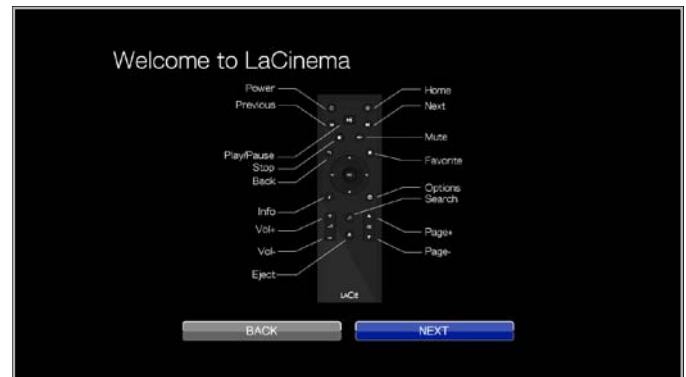 Welcome to LaCinema
Power
Home
Previous
Next
Mute
Play/Pause
Favorite
Stop
Back
Options
Search
Info
Vol+
Page+
Vol-
Page-
Eject
LACIE
BACK
NEXT